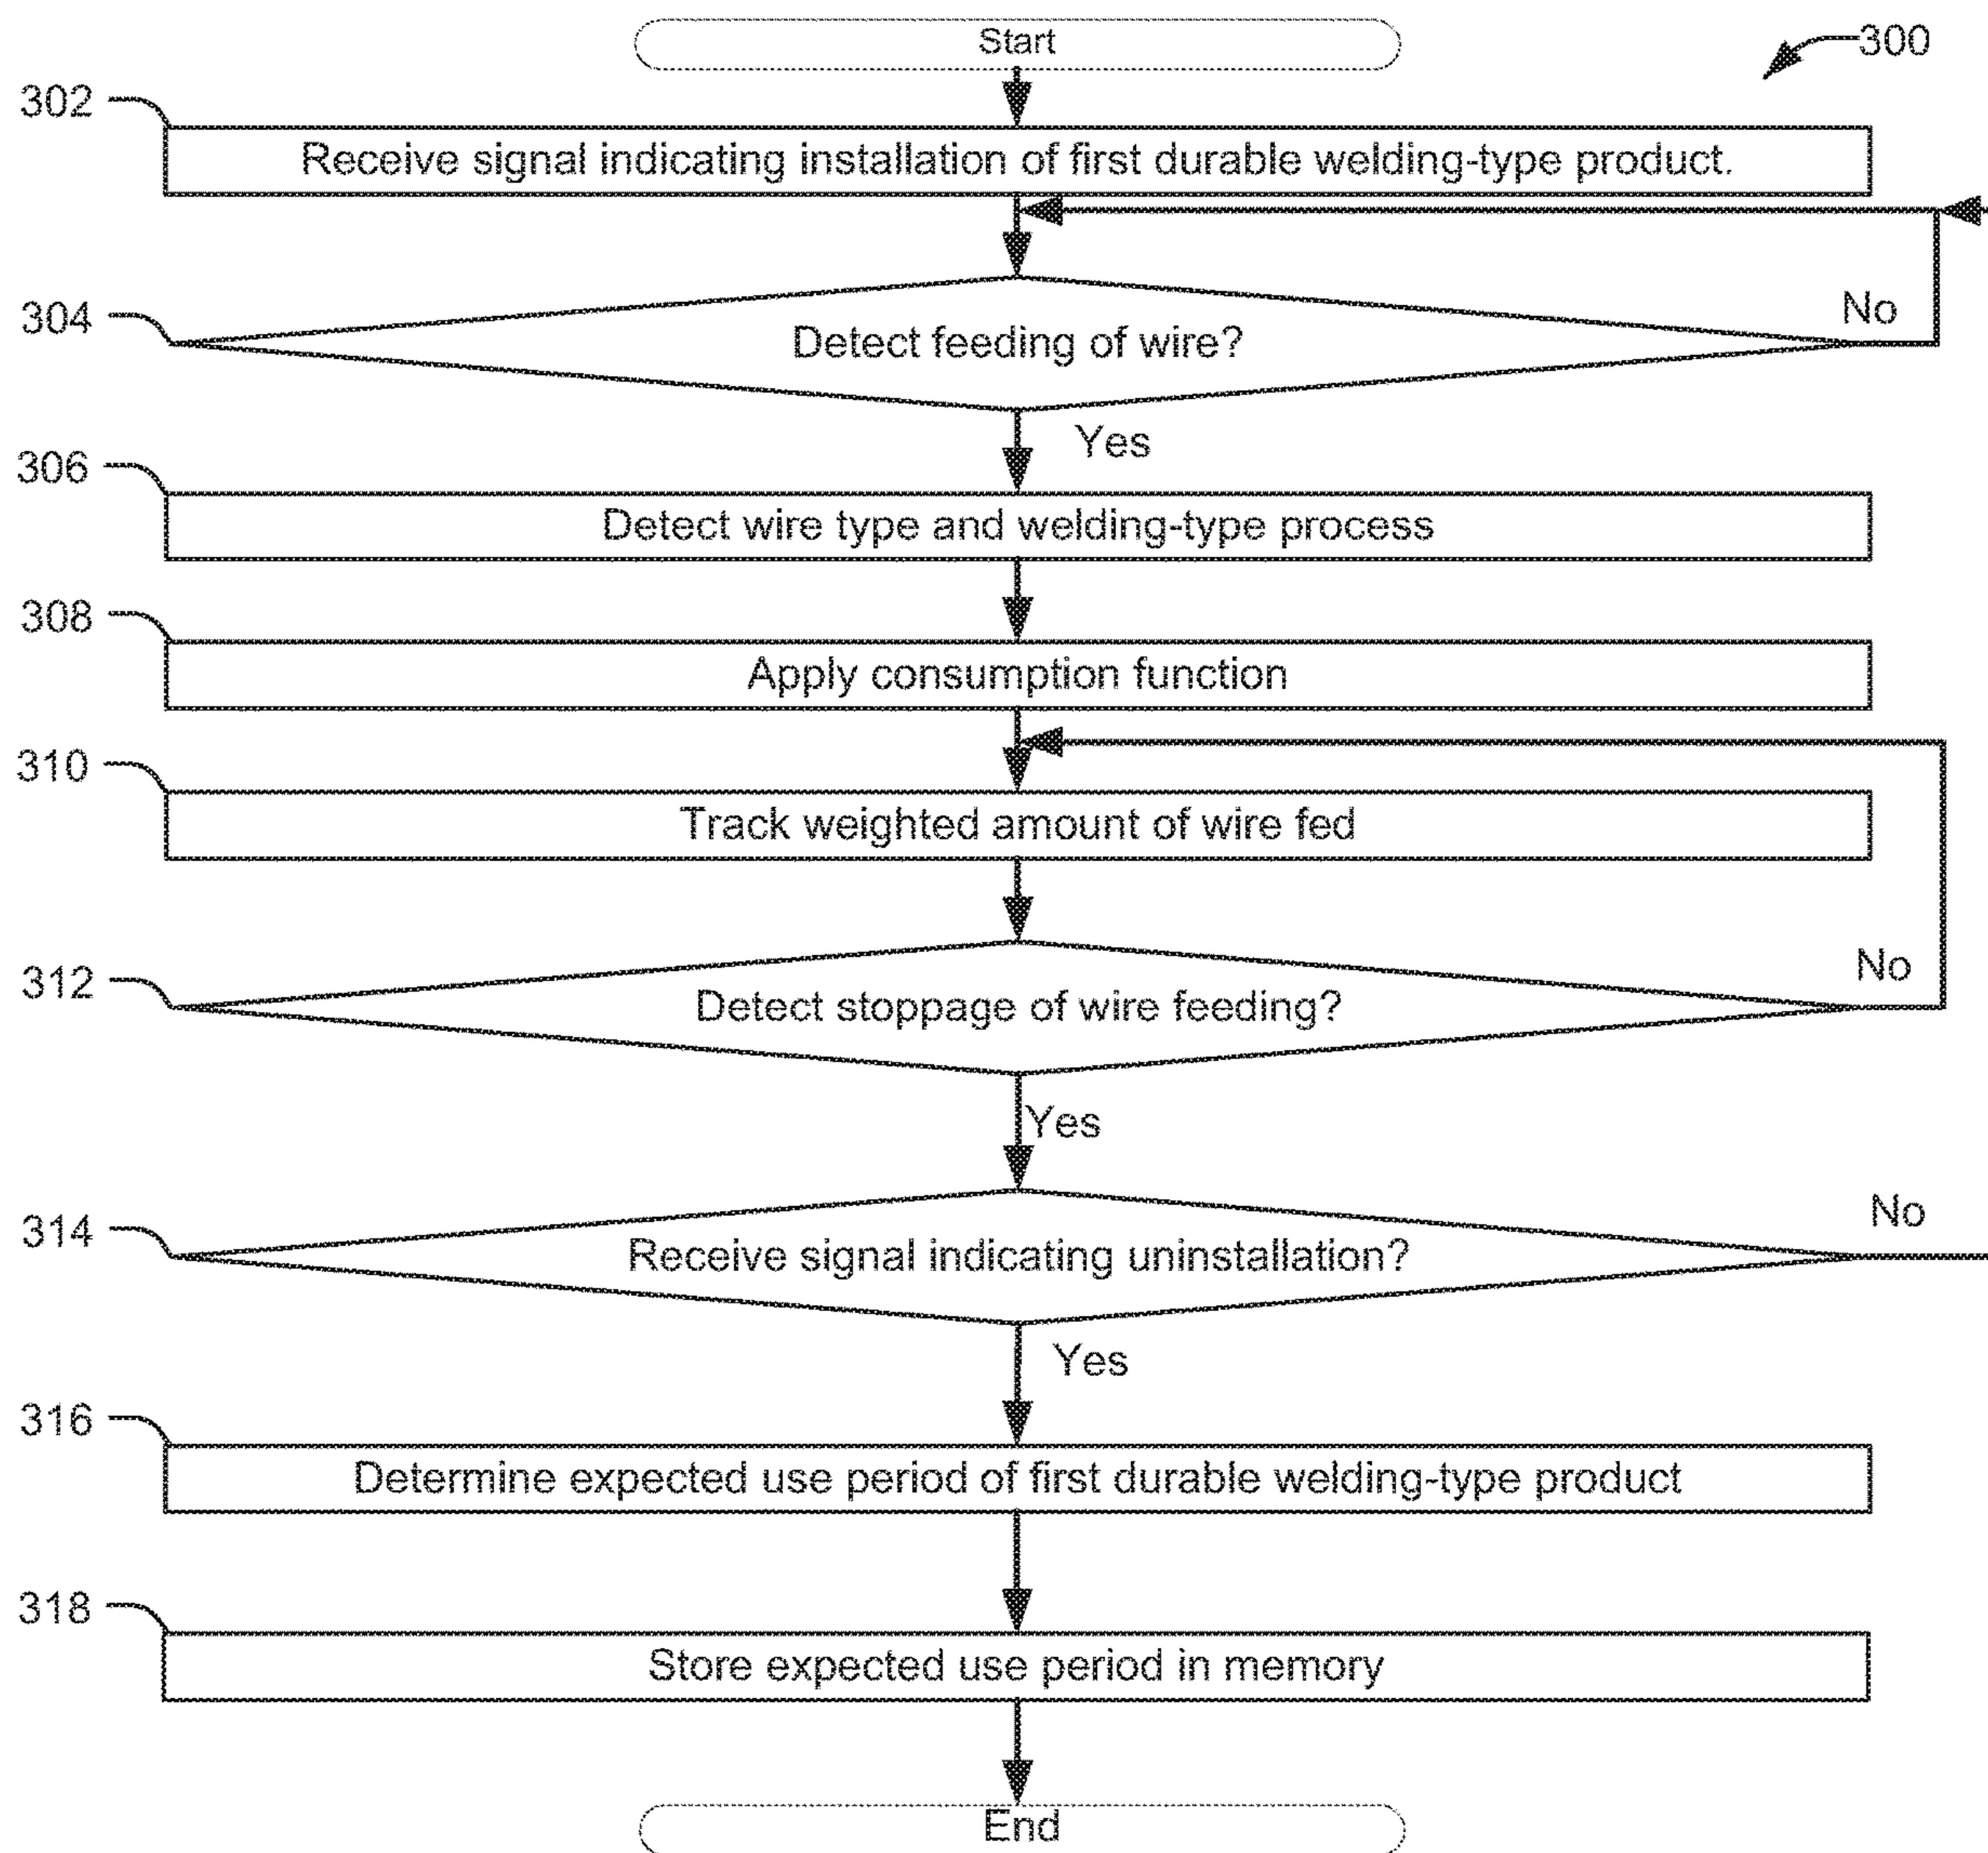 Start
300
302
Receive signal indicating installation of first durable welding-type product.
304
Detect feeding of wire?
No
Yes
306
Detect wire type and welding-type process
308
Apply consumption function
310
Track weighted amount of wire fed
312
Detect stoppage of wire feeding?
No
Yes
314
Receive signal indicating uninstallation?
No
Yes
316
Determine expected use period of first durable welding-type product
318
Store expected use period in memory
End